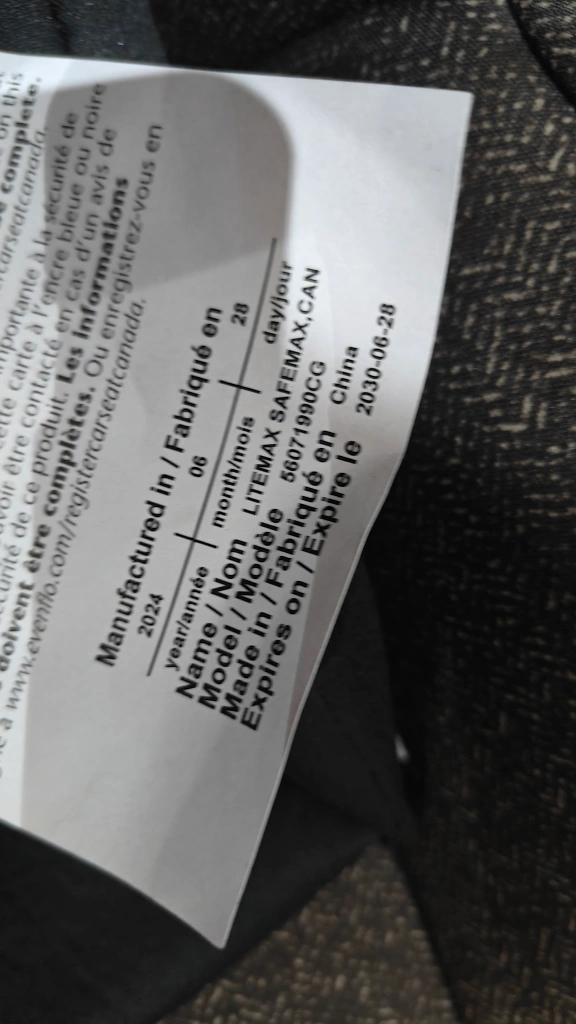 on this
complete.
carseatcanada.
importante à la sécurité de
cette carte à l'encre bleue ou noire
avoir être contacté en cas d'un avis de
sécurité de ce produit. Les informations
doivent être complètes. Ou enregistrez-vous en
à www.evenflo.com/registercarseatcanada.
Manufactured in / Fabriqué en
2024 06 28
year/année month/mois day/jour
Name / Nom LITEMAX SAFEMAX,CAN
Model / Modèle 56071990CG
Made in / Fabriqué en China
Expires on / Expire le 2030-06-28